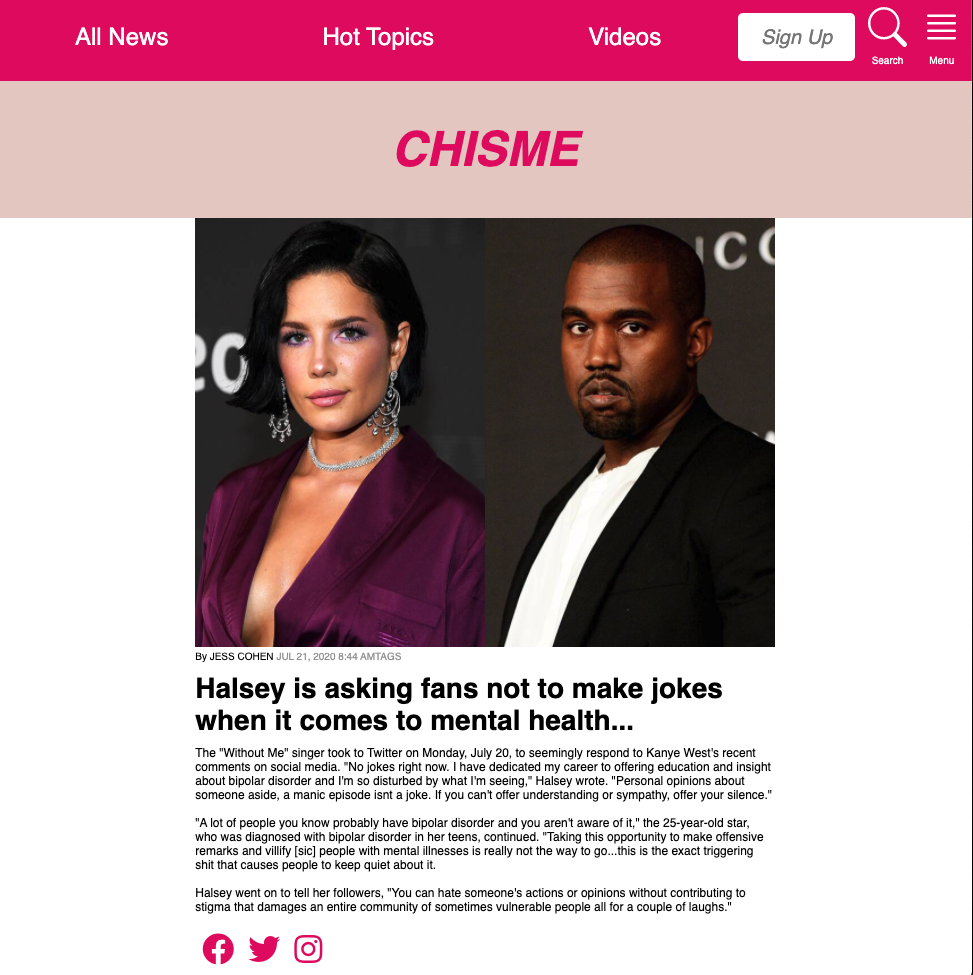 All News
Hot Topics
Videos
Sign Up
Search
Menu
CHISME
20
ICO
By JESS COHEN JUL 21, 2020 8:44 AMTAGS
Halsey is asking fans not to make jokes
when it comes to mental health...
The "Without Me" singer took to Twitter on Monday, July 20, to seemingly respond to Kanye West's recent
comments on social media. "No jokes right now. I have dedicated my career to offering education and insight
about bipolar disorder and I'm so disturbed by what I'm seeing," Halsey wrote. "Personal opinions about
someone aside, a manic episode isnt a joke. If you can't offer understanding or sympathy, offer your silence."
"A lot of people you know probably have bipolar disorder and you aren't aware of it," the 25-year-old star,
who was diagnosed with bipolar disorder in her teens, continued. "Taking this opportunity to make offensive
remarks and villify [sic] people with mental illnesses is really not the way to go...this is the exact triggering
shit that causes people to keep quiet about it.
Halsey went on to tell her followers, "You can hate someone's actions or opinions without contributing to
stigma that damages an entire community of sometimes vulnerable people all for a couple of laughs."